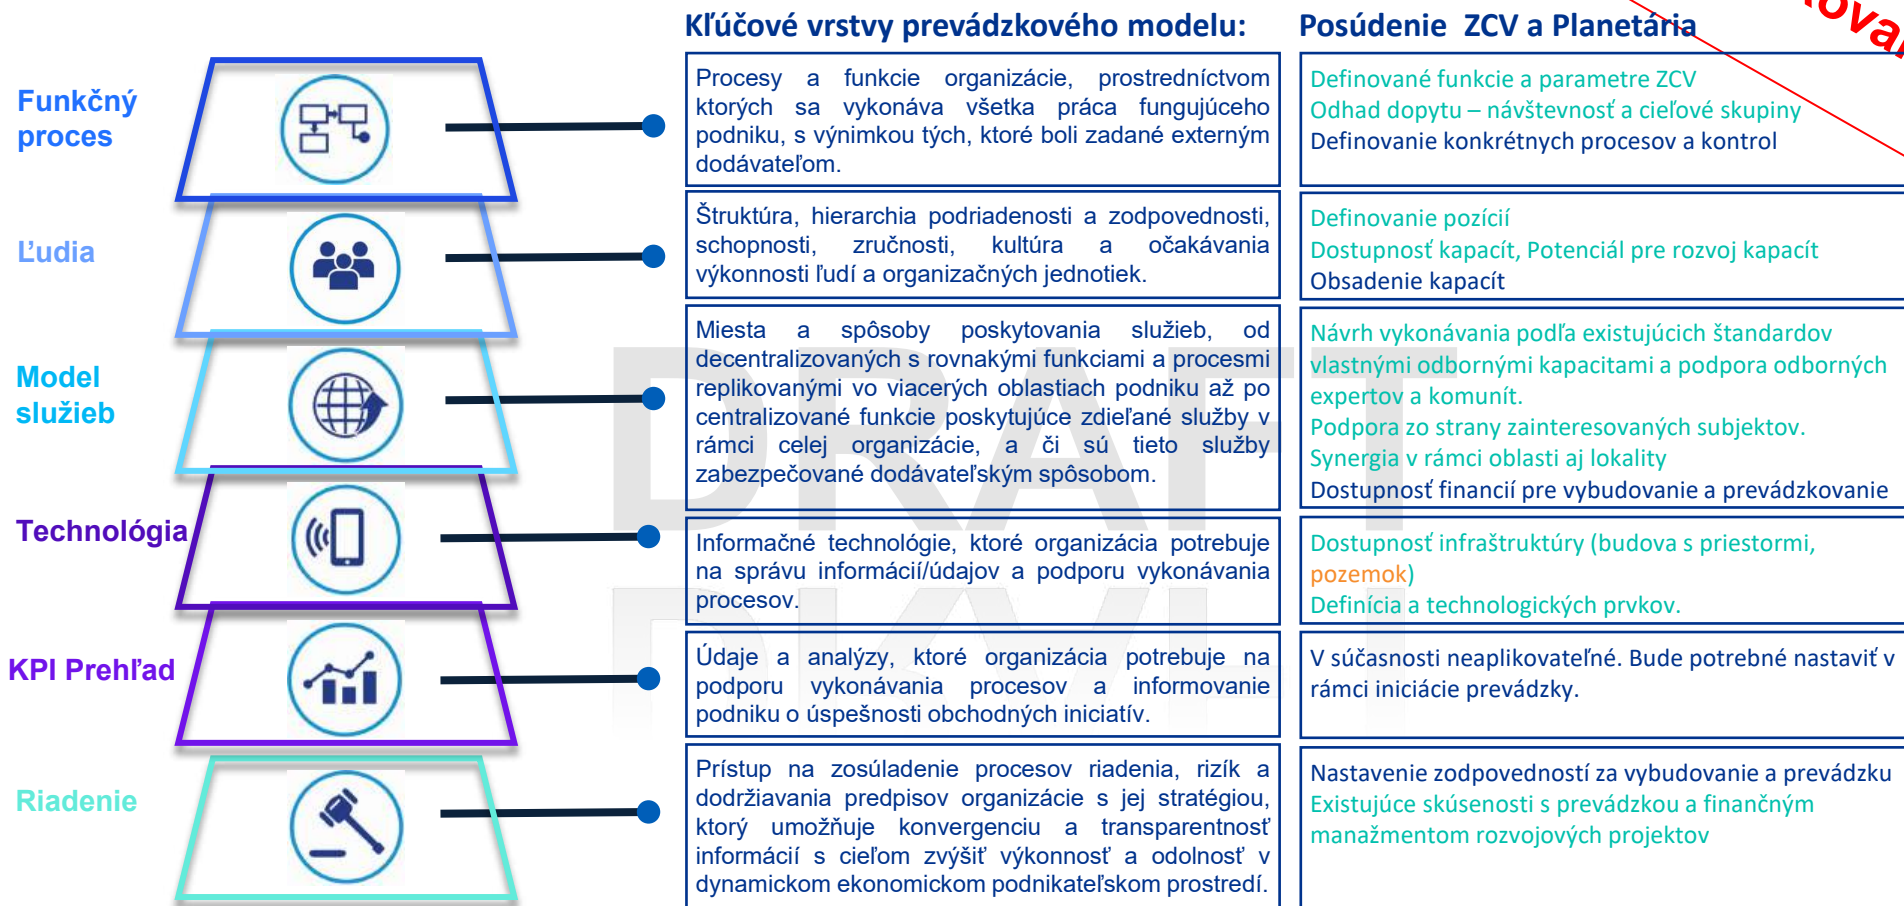 Kľúčové vrstvy prevádzkového modelu:
Posúdenie ZCV a Planetária
Funkčný
proces
Procesy a funkcie organizácie, prostredníctvom
ktorých sa vykonáva všetka práca fungujúceho
podniku, s výnimkou tých, ktoré boli zadané externým
dodávateľom.
Definované funkcie a parametre ZCV
Odhad dopytu – návštevnosť a cieľové skupiny
Definovanie konkrétnych procesov a kontrol
Ľudia
Štruktúra, hierarchia podriadenosti a zodpovednosti,
schopnosti, zručnosti, kultúra a očakávania
výkonnosti ľudí a organizačných jednotiek.
Definovanie pozícií
Dostupnosť kapacít, Potenciál pre rozvoj kapacít
Obsadenie kapacít
Model
služieb
Miesta a spôsoby poskytovania služieb, od
decentralizovaných s rovnakými funkciami a procesmi
replikovanými vo viacerých oblastiach podniku až po
centralizované funkcie poskytujúce zdieľané služby v
rámci celej organizácie, a či sú tieto služby
zabezpečované dodávateľským spôsobom.
Návrh vykonávania podľa existujúcich štandardov
vlastnými odbornými kapacitami a podpora odborných
expertov a komunít.
Podpora zo strany zainteresovaných subjektov.
Synergia v rámci oblasti aj lokality
Dostupnosť financií pre vybudovanie a prevádzkovanie
DRAFT
Technológia
Informačné technológie, ktoré organizácia potrebuje
na správu informácií/údajov a podporu vykonávania
procesov.
Dostupnosť infraštruktúry (budova s priestormi,
pozemok)
Definícia a technologických prvkov.
KPI Prehľad
Údaje a analýzy, ktoré organizácia potrebuje na
podporu vykonávania procesov a informovanie
podniku o úspešnosti obchodných iniciatív.
V súčasnosti neaplikovateľné. Bude potrebné nastaviť v
rámci iniciácie prevádzky.
Riadenie
Prístup na zosúladenie procesov riadenia, rizík a
dodržiavania predpisov organizácie s jej stratégiou,
ktorý umožňuje konvergenciu a transparentnosť
informácií s cieľom zvýšiť výkonnosť a odolnosť v
dynamickom ekonomickom podnikateľskom prostredí.
Nastavenie zodpovedností za vybudovanie a prevádzku
Existujúce skúsenosti s prevádzkou a finančným
manažmentom rozvojových projektov